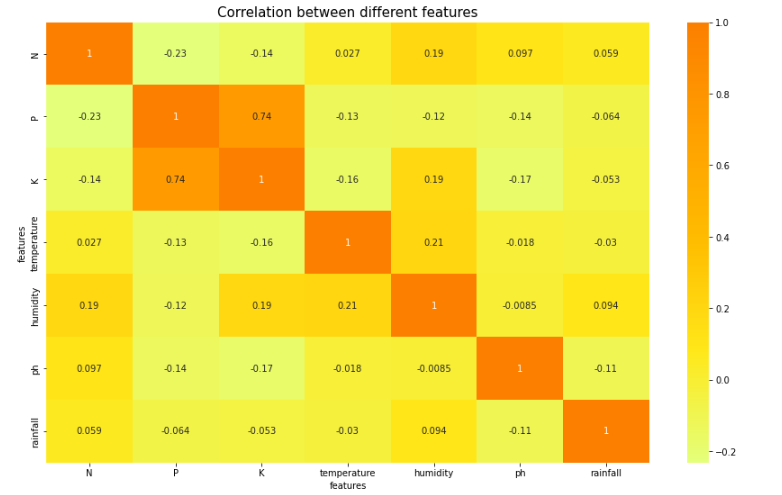 Correlation between different features
N 1 -0.23 -0.14 0.027 0.19 0.097 0.059
P -0.23 1 0.74 -0.13 -0.12 -0.14 -0.064
K -0.14 0.74 1 -0.16 0.19 -0.17 -0.053
temperature 0.027 -0.13 -0.16 1 0.21 -0.018 -0.03
humidity 0.19 -0.12 0.19 0.21 1 -0.0085 0.094
ph 0.097 -0.14 -0.17 -0.018 -0.0085 1 -0.11
rainfall 0.059 -0.064 -0.053 -0.03 0.094 -0.11 1
features
N P K temperature humidity ph rainfall
features
1.0
0.8
0.6
0.4
0.2
0.0
−0.2